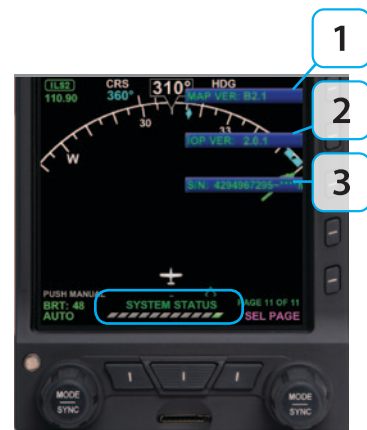 1
ILS2 CRS 310° HDG
110.90 360°
MAP VER: B2.1
2
30 33
IOP VER: 2.0.1
W
3
S/N: 4294967295-****
PUSH MANUAL
BRT: 48 SYSTEM STATUS PAGE 11 OF 11
AUTO SEL PAGE
MODE MODE
SYNC SYNC